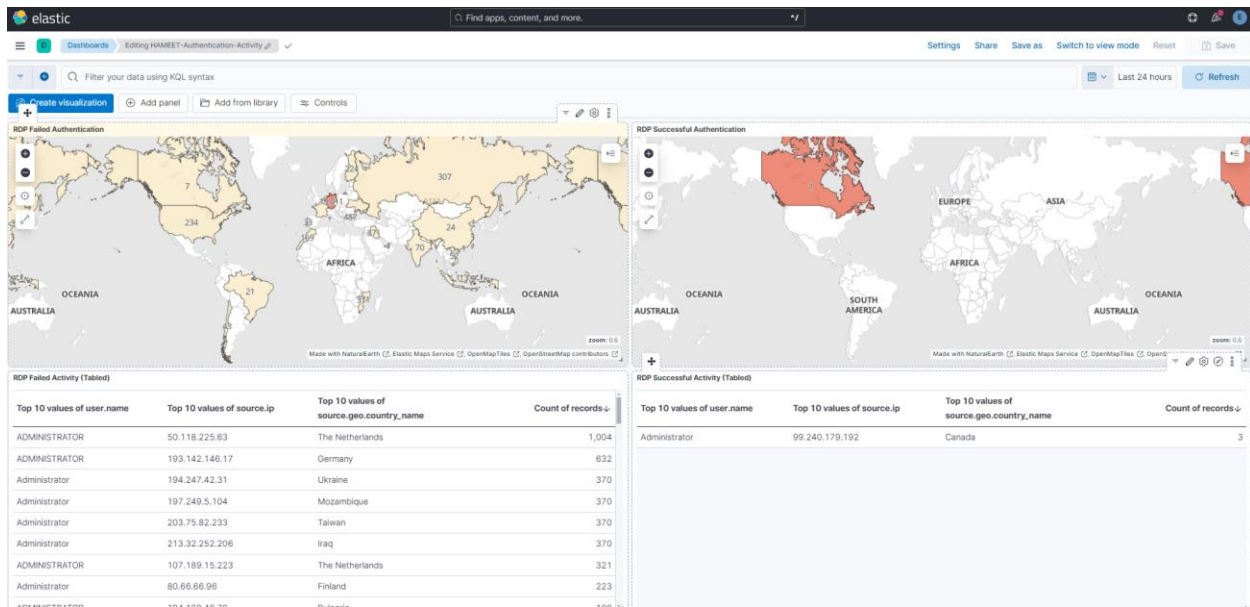 elastic
Find apps, content, and more.
*/
E
D
Dashboards
Editing HAMEET-Authentication-Activity
Settings
Share
Save as
Switch to view mode
Reset
Save
Filter your data using KQL syntax
Last 24 hours
Refresh
Create visualization
Add panel
Add from library
Controls
RDP Failed Authentication
7
307
234
24
70
21
AFRICA
OCEANIA
OCEANIA
AUSTRALIA
AUSTRALIA
zoom: 0.6
Made with NaturalEarth, Elastic Maps Service, OpenMapTiles, OpenStreetMap contributors
RDP Successful Authentication
EUROPE
ASIA
AFRICA
OCEANIA
SOUTH
AMERICA
OCEANIA
AUSTRALIA
AUSTRALIA
zoom: 0.6
Made with NaturalEarth, Elastic Maps Service, OpenMapTiles,
RDP Failed Activity (Tabled)
Top 10 values of user.name Top 10 values of source.ip Top 10 values of source.geo.country_name Count of records↓
ADMINISTRATOR 50.118.225.63 The Netherlands 1,004
ADMINISTRATOR 193.142.146.17 Germany 632
Administrator 194.247.42.31 Ukraine 370
Administrator 197.249.5.104 Mozambique 370
Administrator 203.75.82.233 Taiwan 370
Administrator 213.32.252.206 Iraq 370
ADMINISTRATOR 107.189.15.223 The Netherlands 321
Administrator 80.66.66.96 Finland 223
RDP Successful Activity (Tabled)
Top 10 values of user.name Top 10 values of source.ip Top 10 values of source.geo.country_name Count of records↓
Administrator 99.240.179.192 Canada 3